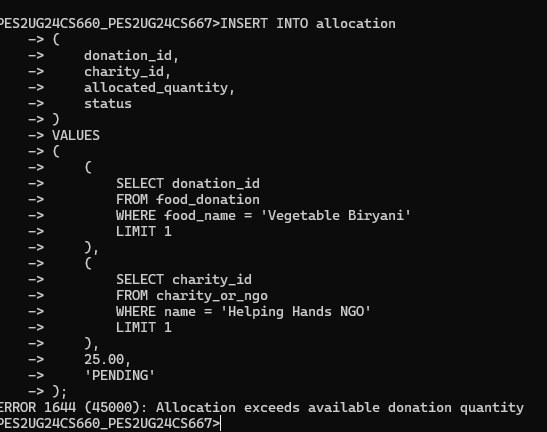 PES2UG24CS660_PES2UG24CS667>INSERT INTO allocation
-> (
-> donation_id,
-> charity_id,
-> allocated_quantity,
-> status
-> )
-> VALUES
-> (
-> (
-> SELECT donation_id
-> FROM food_donation
-> WHERE food_name = 'Vegetable Biryani'
-> LIMIT 1
-> ),
-> (
-> SELECT charity_id
-> FROM charity_or_ngo
-> WHERE name = 'Helping Hands NGO'
-> LIMIT 1
-> ),
-> 25.00,
-> 'PENDING'
-> );
ERROR 1644 (45000): Allocation exceeds available donation quantity
PES2UG24CS660_PES2UG24CS667>